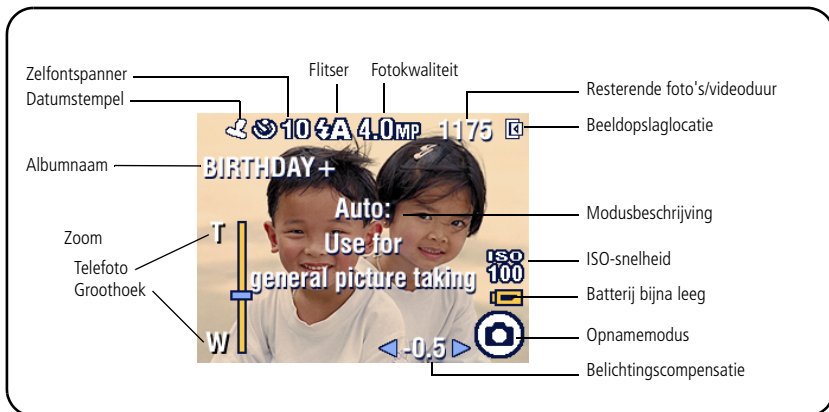 Zelfontspanner
Flitser
Fotokwaliteit
Datumstempel
Resterende foto's/videoduur
10 ⚡A 4.0MP 1175
Beeldopslaglocatie
Albumnaam
BIRTHDAY+
Auto:
Modusbeschrijving
Zoom
T
Use for
Telefoto
general picture taking
ISO
100
ISO-snelheid
Groothoek
Batterij bijna leeg
W
-0.5
Opnamemodus
Belichtingscompensatie